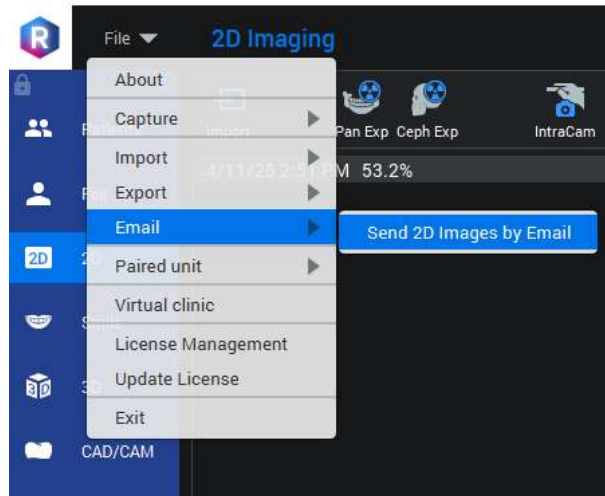 R
File
2D Imaging
About
Capture
Import
Export
Email
Send 2D Images by Email
Paired unit
Virtual clinic
License Management
Update License
Exit
Import
Pan Exp
Ceph Exp
IntraCam
4/11/25 2:51 PM 53.2%
2D
3D
CAD/CAM